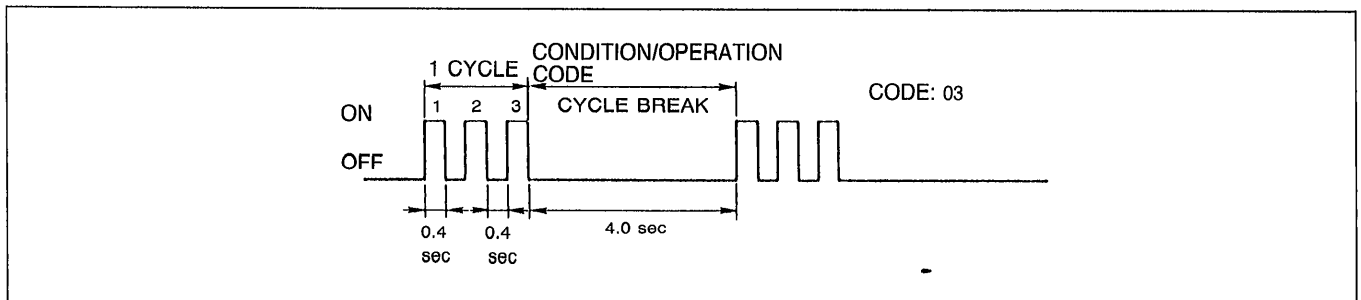 CONDITION/OPERATION
1 CYCLE CODE
CODE: 03
1 2 3 CYCLE BREAK
ON
OFF
0.4 0.4 4.0 sec
sec sec